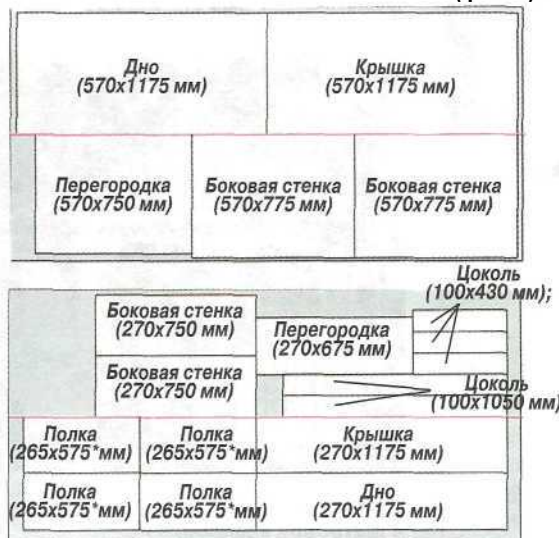 Дно
(570x1175 мм)
Крышка
(570x1175 мм)
Перегородка
(570x750 мм)
Боковая стенка
(570x775 мм)
Боковая стенка
(570x775 мм)
Цоколь
(100x430 мм);
Боковая стенка
(270x750 мм)
Перегородка
(270x675 мм)
Боковая стенка
(270x750 мм)
Цоколь
(100x1050 мм)
Полка
(265x575*мм)
Полка
(265x575*мм)
Крышка
(270x1175 мм)
Полка
(265x575*мм)
Полка
(265x575*мм)
Дно
(270x1175 мм)